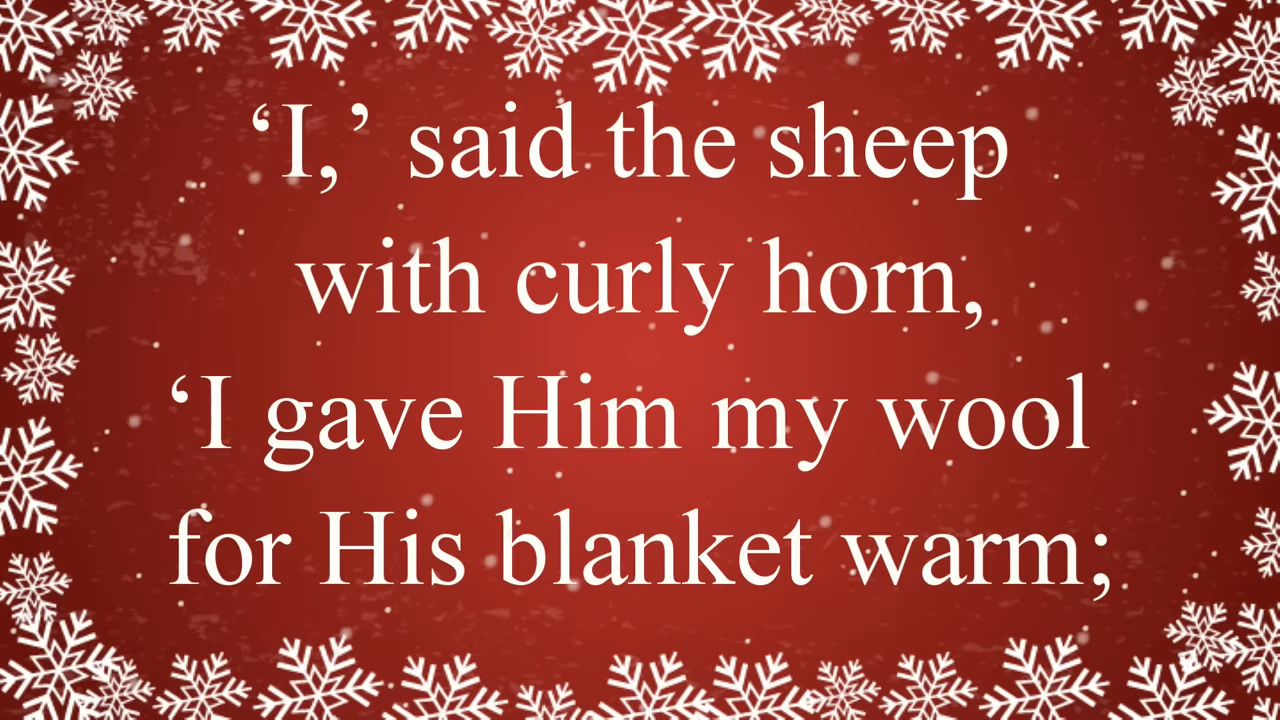 ‘I,’ said the sheep
with curly horn,
‘I gave Him my wool
for His blanket warm;